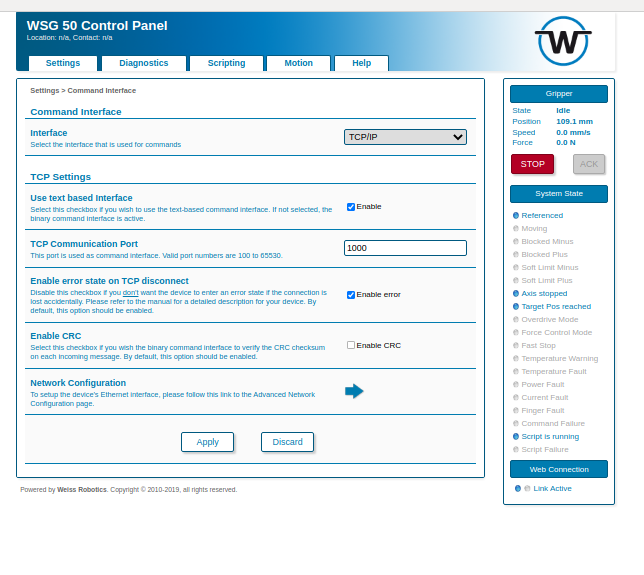 WSG 50 Control Panel
Location: n/a, Contact: n/a
Settings
Diagnostics
Scripting
Motion
Help
Settings > Command Interface
Command Interface
Interface
Select the interface that is used for commands
TCP/IP
TCP Settings
Use text based Interface
Select this checkbox if you wish to use the text-based command interface. If not selected, the
binary command interface is active.
Enable
TCP Communication Port
This port is used as command interface. Valid port numbers are 100 to 65530.
1000
Enable error state on TCP disconnect
Disable this checkbox if you don't want the device to enter an error state if the connection is
lost accidentally. Please refer to the manual for a detailed description for your device. By
default, this option should be enabled.
Enable error
Enable CRC
Select this checkbox if you wish the binary command interface to verify the CRC checksum
on each incoming message. By default, this option should be enabled.
Enable CRC
Network Configuration
To setup the device's Ethernet interface, please follow this link to the Advanced Network
Configuration page.
Apply
Discard
Powered by Weiss Robotics. Copyright © 2010-2019, all rights reserved.
W
Gripper
State Idle
Position 109.1 mm
Speed 0.0 mm/s
Force 0.0 N
STOP
ACK
System State
Referenced
Moving
Blocked Minus
Blocked Plus
Soft Limit Minus
Soft Limit Plus
Axis stopped
Target Pos reached
Overdrive Mode
Force Control Mode
Fast Stop
Temperature Warning
Temperature Fault
Power Fault
Current Fault
Finger Fault
Command Failure
Script is running
Script Failure
Web Connection
Link Active